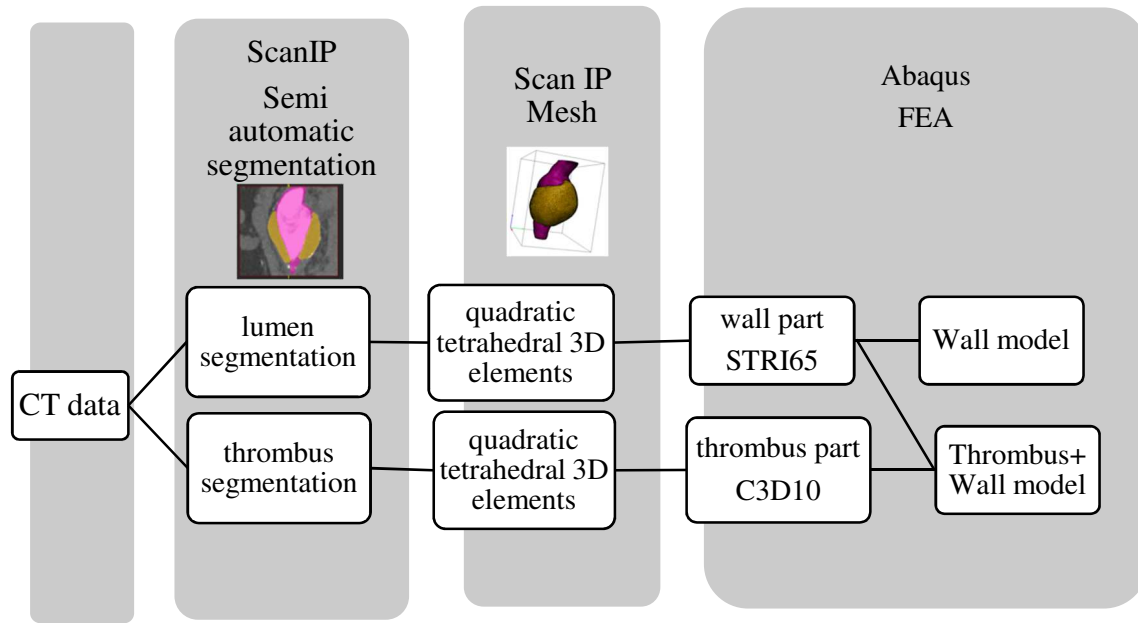 ScanIP
Semi
automatic
segmentation
Scan IP
Mesh
Abaqus
FEA
CT data
lumen
segmentation
quadratic
tetrahedral 3D
elements
wall part
STRI65
Wall model
thrombus
segmentation
quadratic
tetrahedral 3D
elements
thrombus part
C3D10
Thrombus+
Wall model